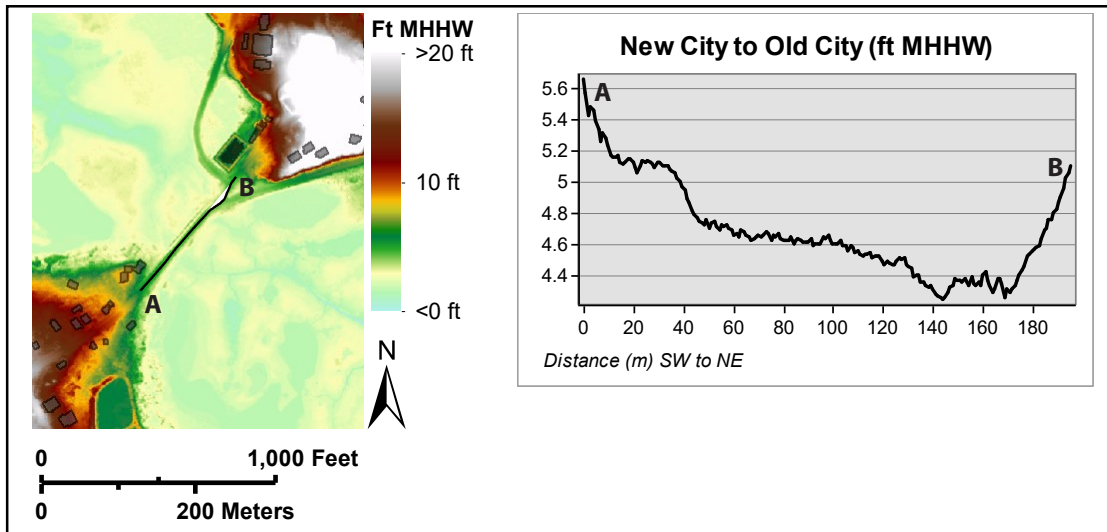 Ft MHHW
>20 ft
10 ft
<0 ft
A
B
N
0 1,000 Feet
0 200 Meters
New City to Old City (ft MHHW)
5.6
5.4
5.2
5
4.8
4.6
4.4
A
B
0 20 40 60 80 100 120 140 160 180
Distance (m) SW to NE